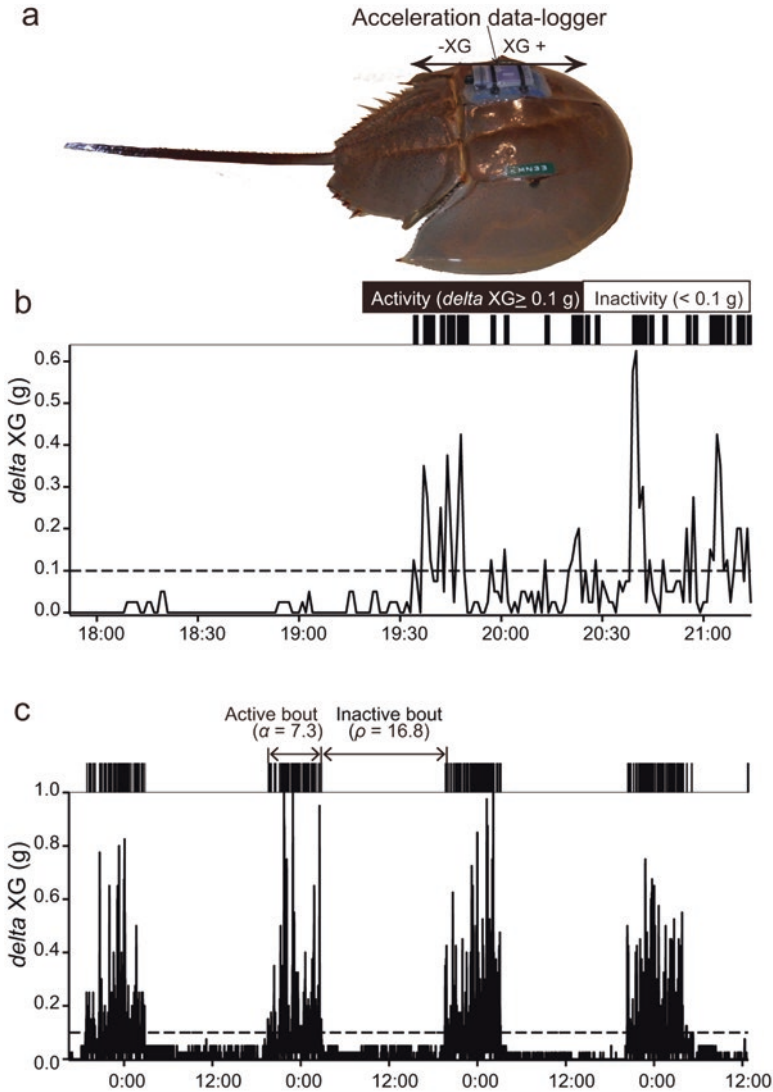 a
Acceleration data-logger
-XG XG +
b
Activity (delta XG≥ 0.1 g) Inactivity (< 0.1 g)
delta XG (g)
0.6
0.5
0.4
0.3
0.2
0.1
0.0
18:00 18:30 19:00 19:30 20:00 20:30 21:00
c
Active bout Inactive bout
(α = 7.3) (ρ = 16.8)
delta XG (g)
1.0
0.8
0.6
0.4
0.2
0.0
0:00 12:00 0:00 12:00 0:00 12:00 0:00 12:00